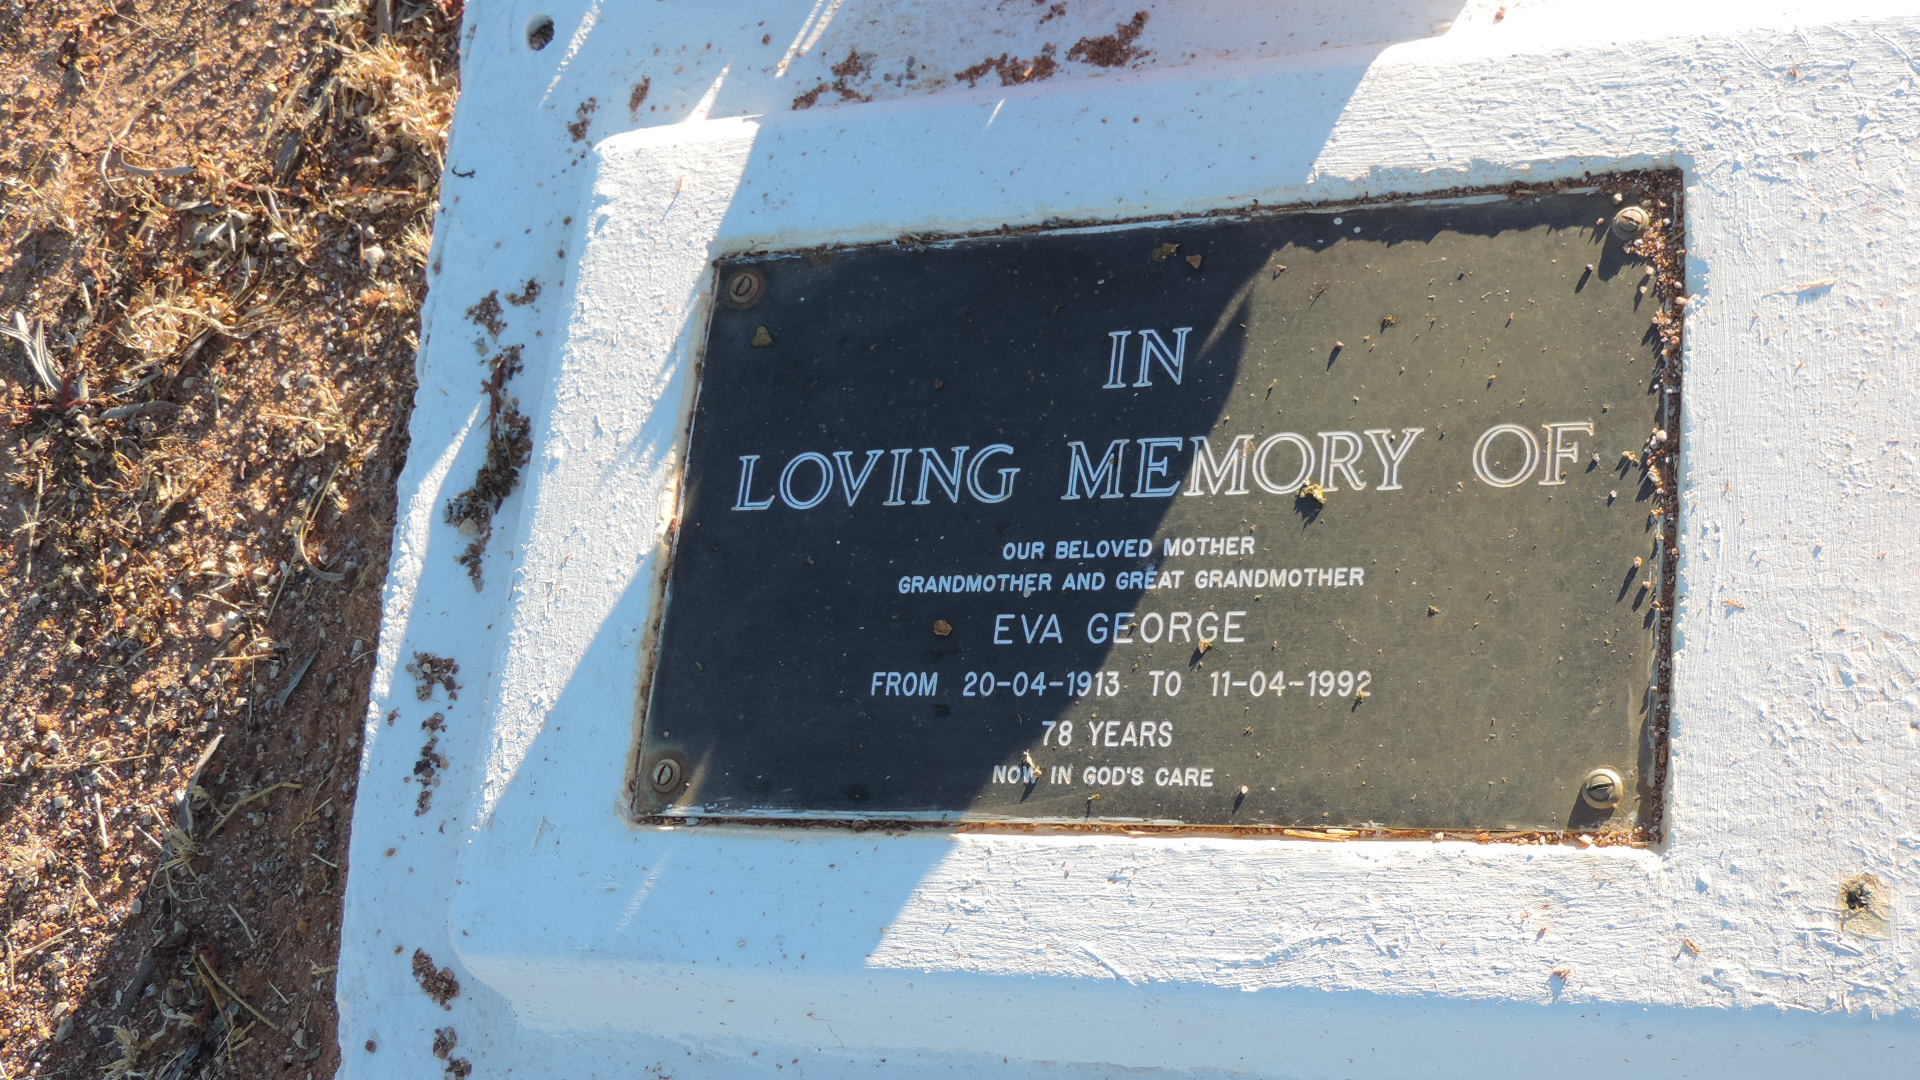 IN
LOVING MEMORY OF
OUR BELOVED MOTHER
GRANDMOTHER AND GREAT GRANDMOTHER
EVA GEORGE
FROM 20-04-1913 TO 11-04-1992
78 YEARS
NOW IN GOD'S CARE